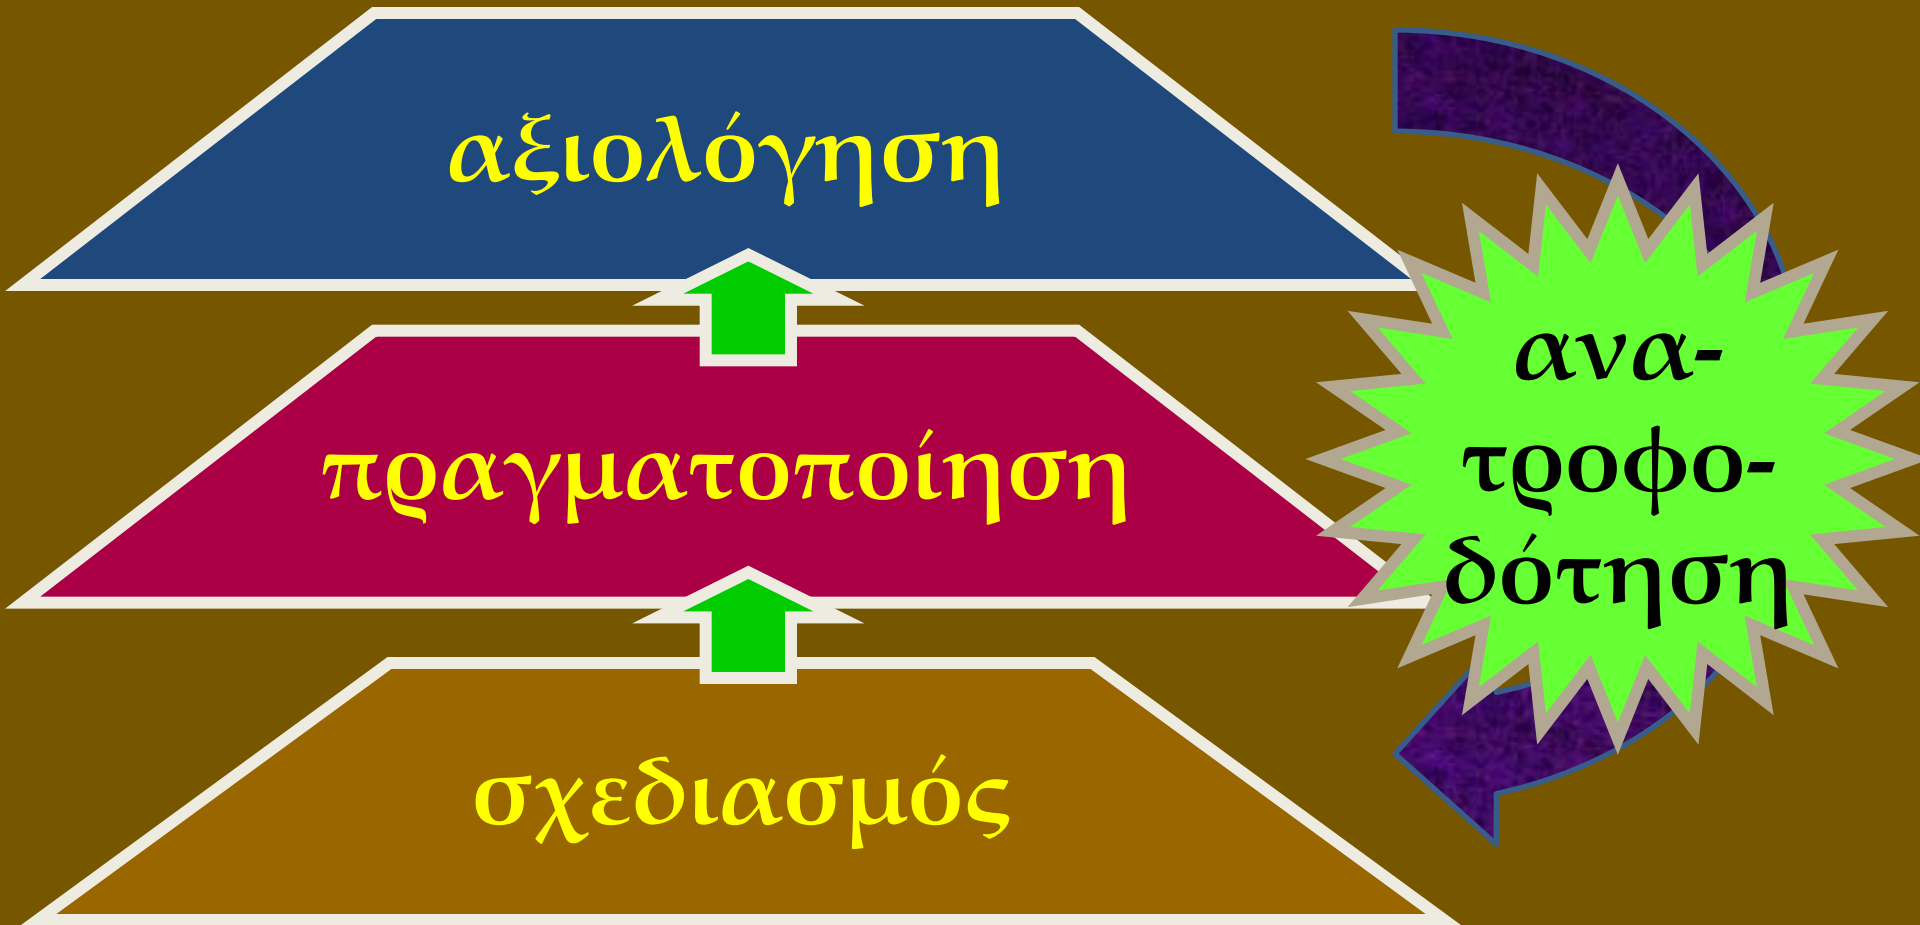 αξιολόγηση
πραγματοποίηση
σχεδιασμός
ανα-
τροφο-
δότηση